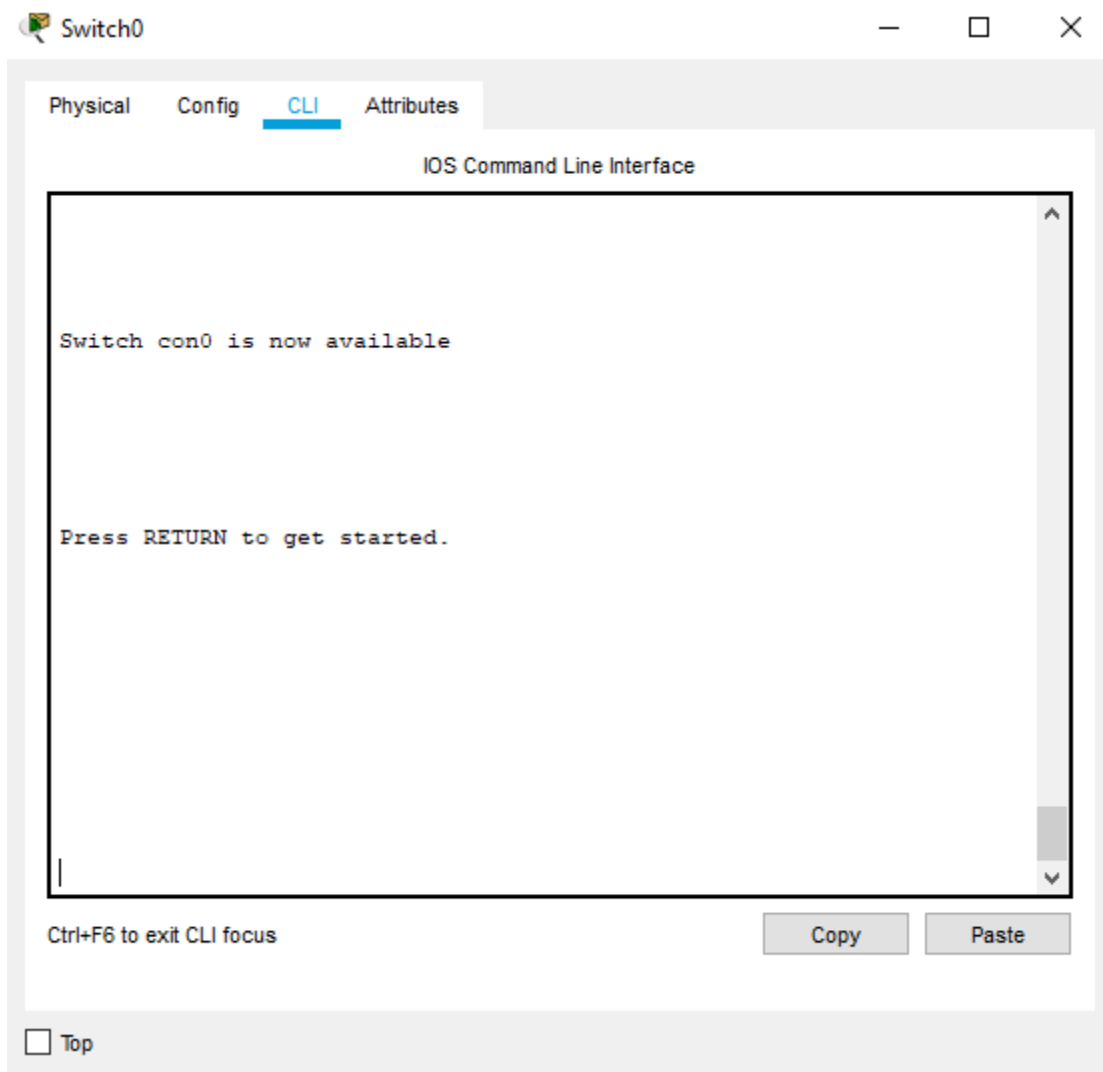 Switch0
Physical Config CLI Attributes
IOS Command Line Interface
Switch con0 is now available
Press RETURN to get started.
Ctrl+F6 to exit CLI focus
Copy Paste
Top